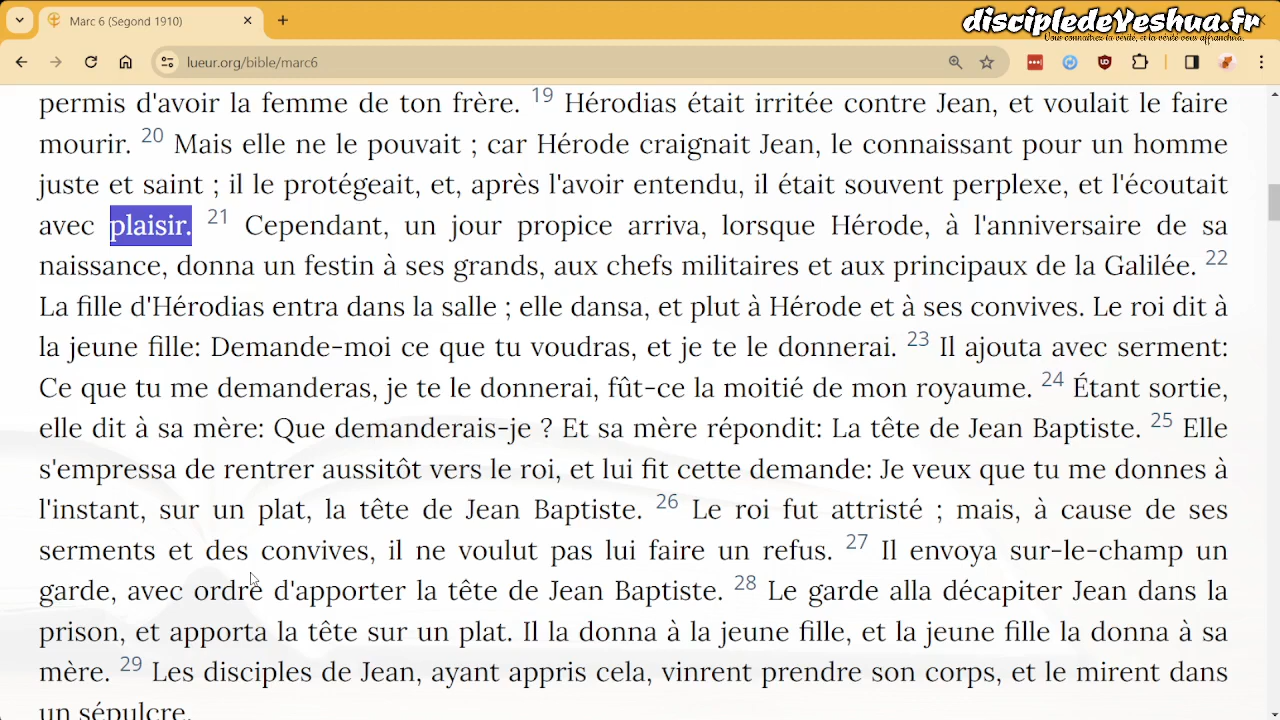 Marc 6 (Segond 1910)
discipledeYeshua.fr
Vous connaîtrez la vérité, et la vérité vous affranchira.
lueur.org/bible/marc6
permis d'avoir la femme de ton frère. 19 Hérodias était irritée contre Jean, et voulait le faire
mourir. 20 Mais elle ne le pouvait ; car Hérode craignait Jean, le connaissant pour un homme
juste et saint ; il le protégeait, et, après l'avoir entendu, il était souvent perplexe, et l'écoutait
avec plaisir. 21 Cependant, un jour propice arriva, lorsque Hérode, à l'anniversaire de sa
naissance, donna un festin à ses grands, aux chefs militaires et aux principaux de la Galilée. 22
La fille d'Hérodias entra dans la salle ; elle dansa, et plut à Hérode et à ses convives. Le roi dit à
la jeune fille: Demande-moi ce que tu voudras, et je te le donnerai. 23 Il ajouta avec serment:
Ce que tu me demanderas, je te le donnerai, fût-ce la moitié de mon royaume. 24 Étant sortie,
elle dit à sa mère: Que demanderais-je ? Et sa mère répondit: La tête de Jean Baptiste. 25 Elle
s'empressa de rentrer aussitôt vers le roi, et lui fit cette demande: Je veux que tu me donnes à
l'instant, sur un plat, la tête de Jean Baptiste. 26 Le roi fut attristé ; mais, à cause de ses
serments et des convives, il ne voulut pas lui faire un refus. 27 Il envoya sur-le-champ un
garde, avec ordre d'apporter la tête de Jean Baptiste. 28 Le garde alla décapiter Jean dans la
prison, et apporta la tête sur un plat. Il la donna à la jeune fille, et la jeune fille la donna à sa
mère. 29 Les disciples de Jean, ayant appris cela, vinrent prendre son corps, et le mirent dans
un sépulcre.